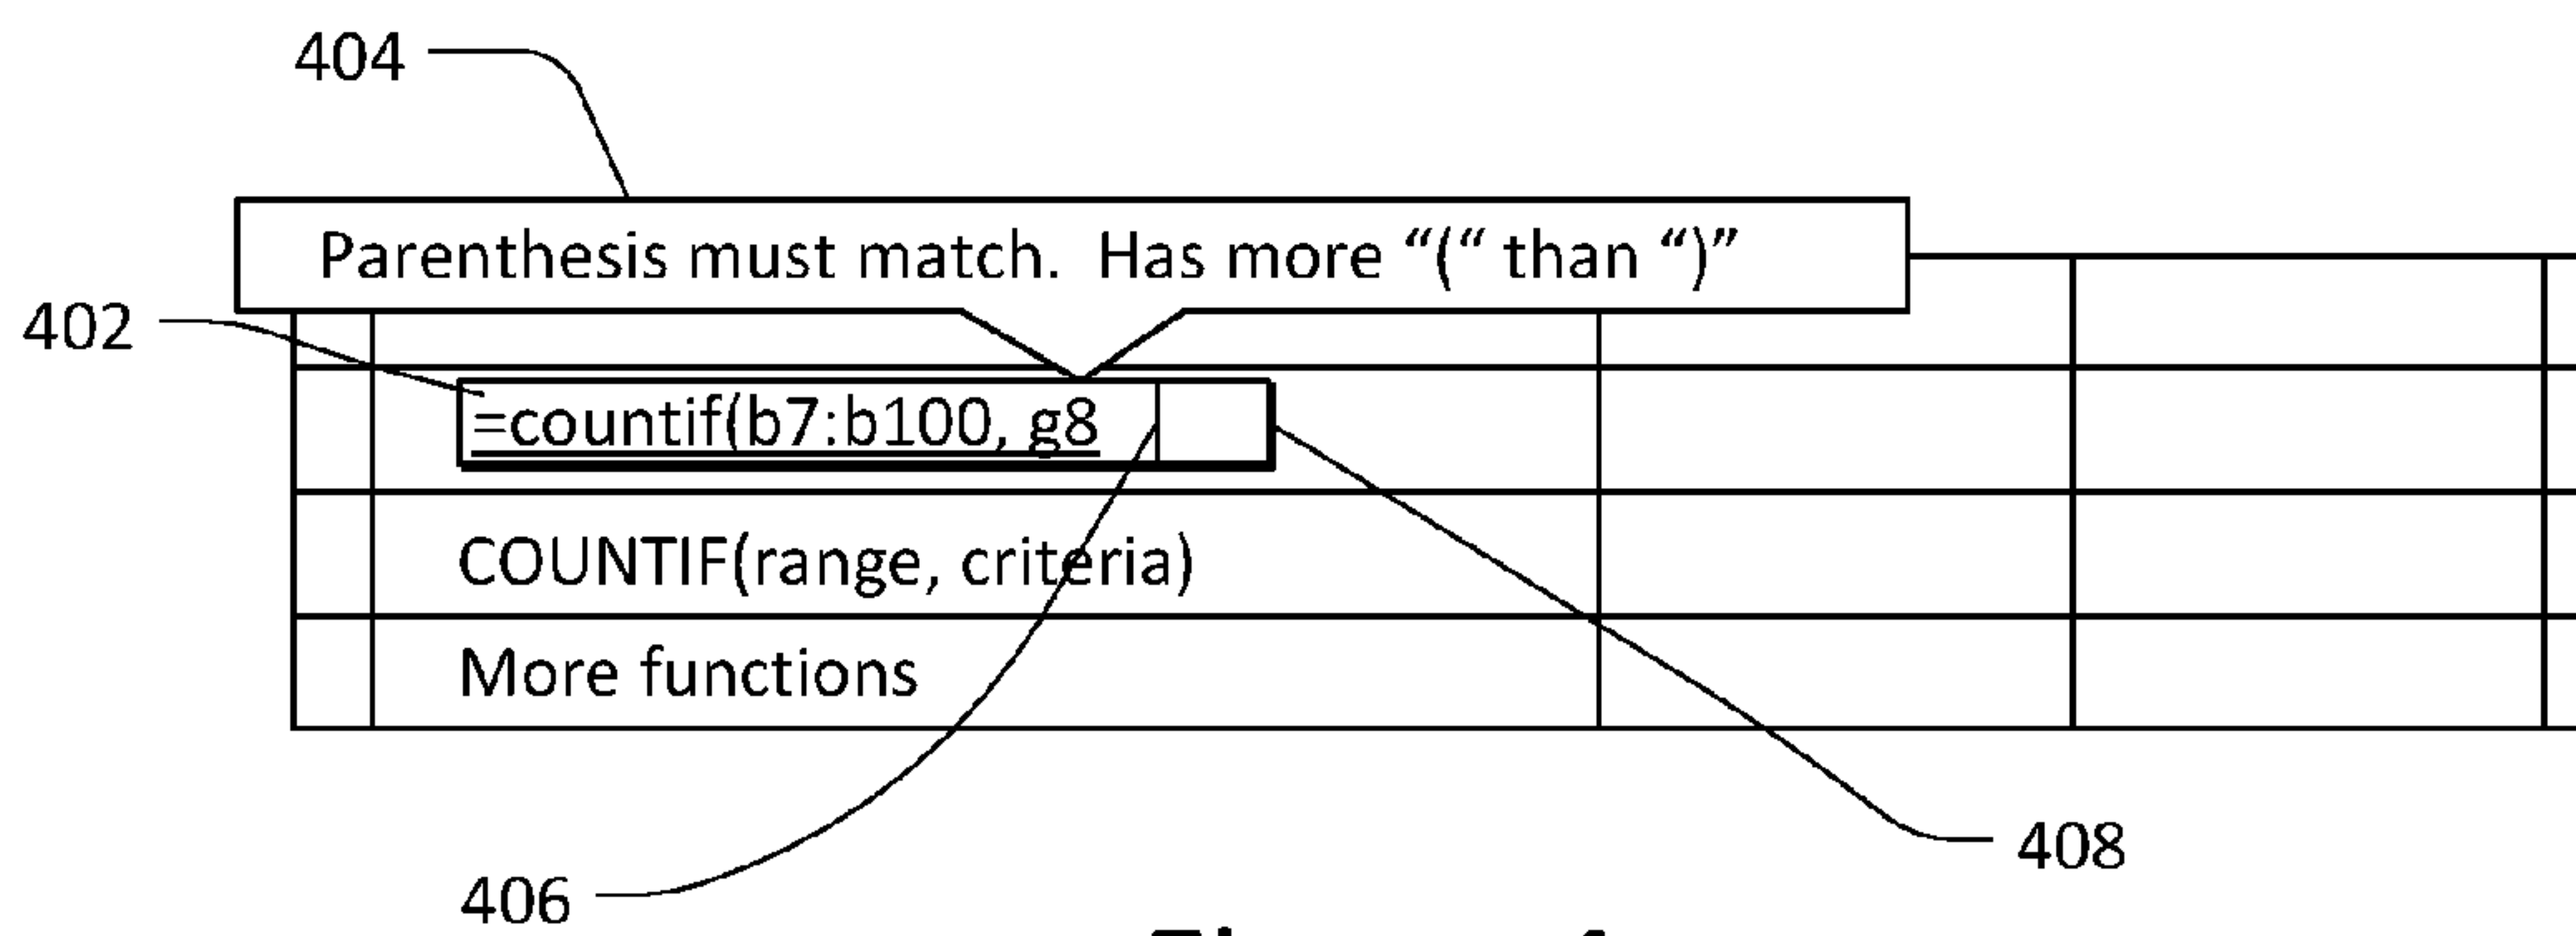 404
Parenthesis must match.  Has more “(“ than “)”
402
=countif(b7:b100, g8
COUNTIF(range, criteria)
More functions
408
406